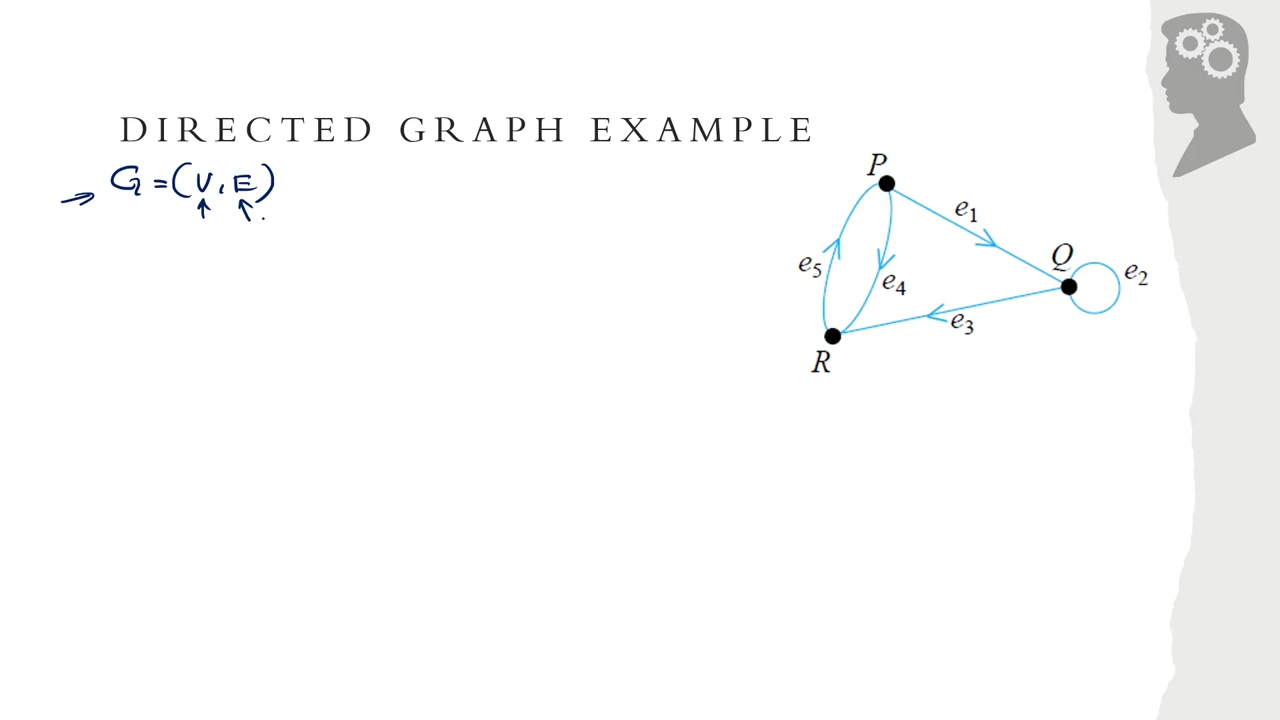 DIRECTED GRAPH EXAMPLE
G = (V, E)
P
e1
Q
e2
e5
e4
e3
R